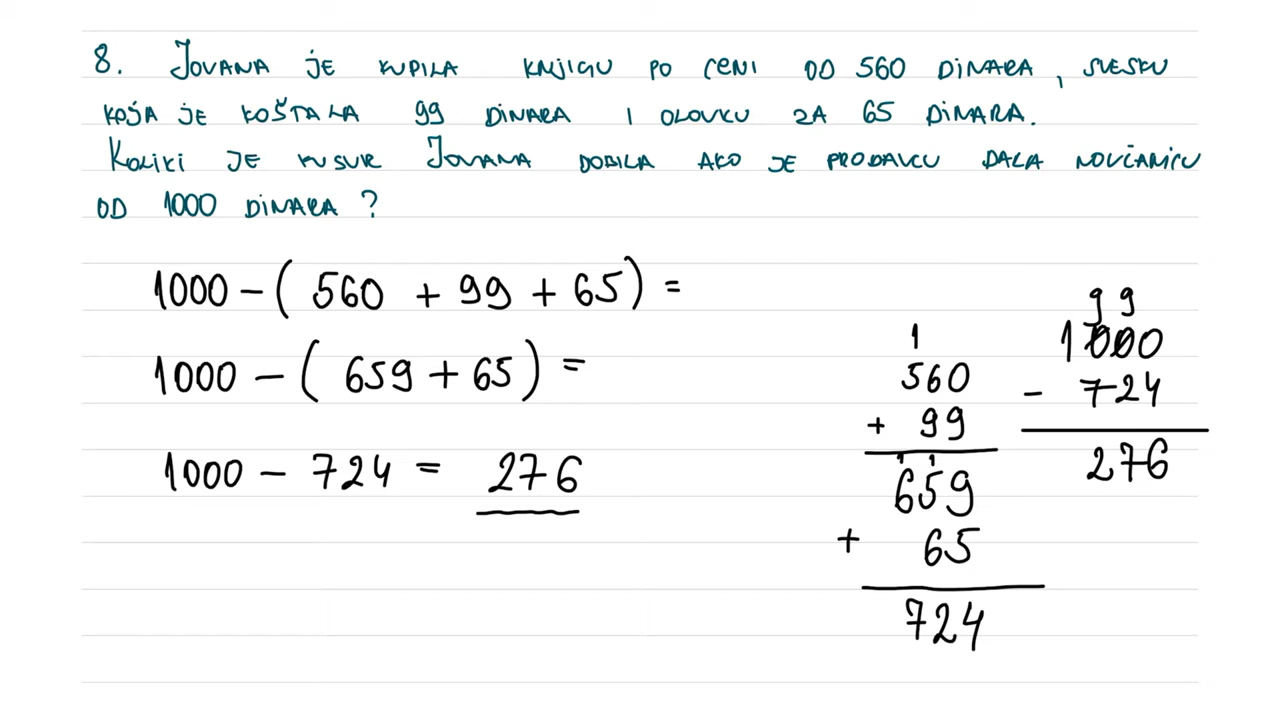 8. Jovana je kupila knjigu po ceni od 560 dinara, svesku
koja je koštala 99 dinara i olovku za 65 dinara.
Koliki je kusur Jovana dobila ako je prodavcu dala novčanicu
od 1000 dinara?
1000 - ( 560 + 99 + 65 ) =
1000 - ( 659 + 65 ) =
1000 - 724 = 276
1
560
+ 99
1 1
659
+ 65
724
9 9
1000
- 724
276